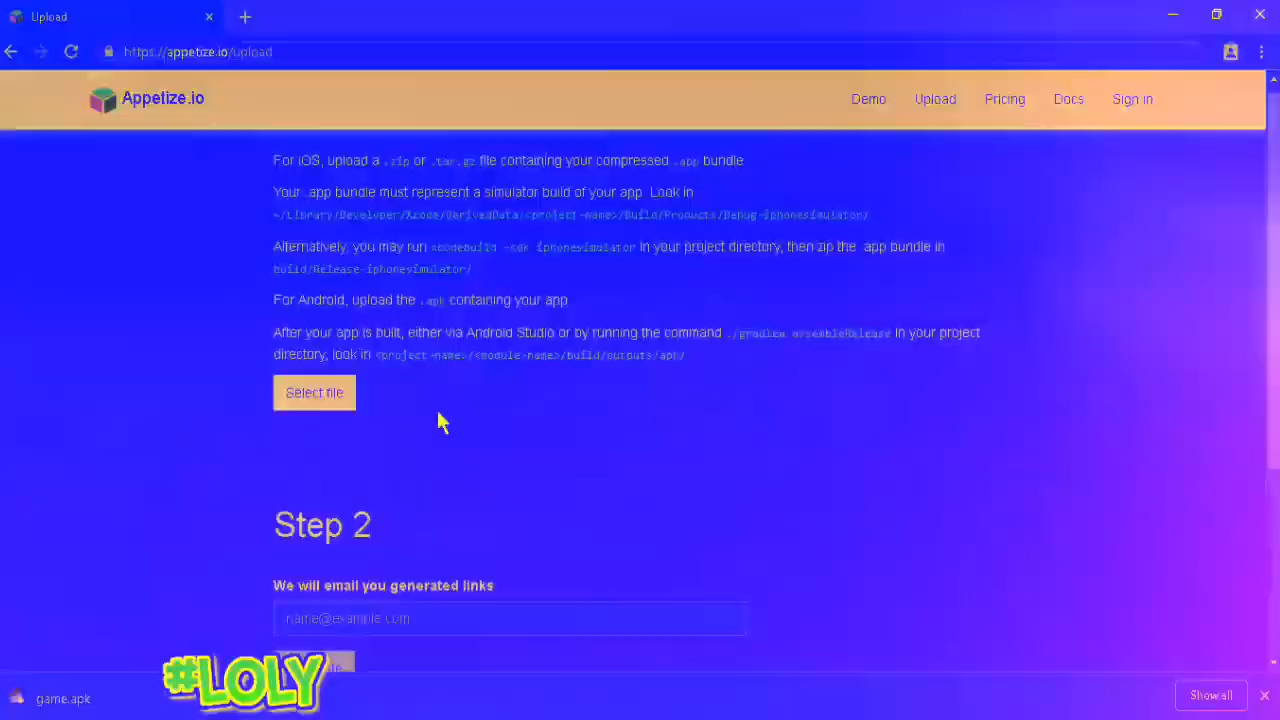 Upload
https://appetize.io/upload
Appetize.io
Demo
Upload
Pricing
Docs
Sign in
For iOS, upload a .zip or .tar.gz file containing your compressed .app bundle
Your .app bundle must represent a simulator build of your app Look in
~/Library/Developer/Xcode/DerivedData/<project-name>/Build/Products/Debug-iphonesimulator/
Alternatively, you may run xcodebuild -sdk iphonesimulator in your project directory, then zip the app bundle in
build/Release-iphonesimulator/
For Android, upload the .apk containing your app
After your app is built, either via Android Studio or by running the command ./gradlew assembleRelease in your project
directory, look in <project-name>/<module-name>/build/outputs/apk/
Select file
Step 2
We will email you generated links
name@example.com
#LOLY
game.apk
Show all